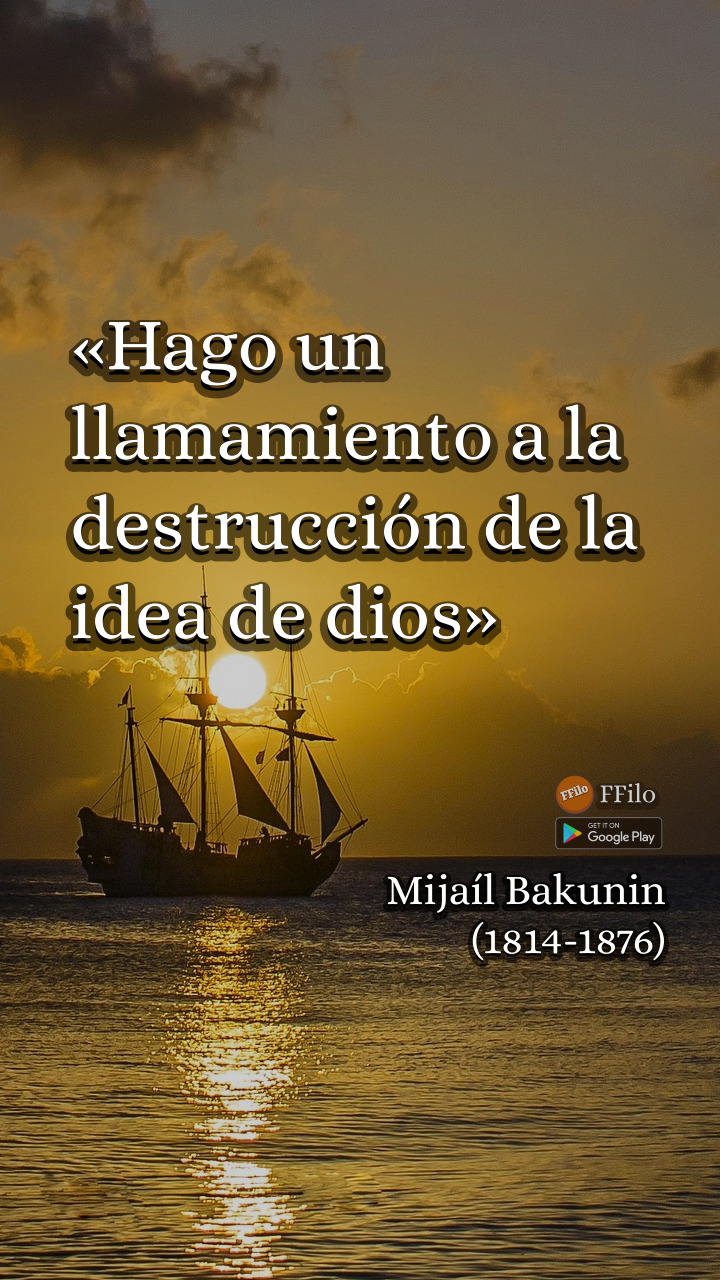 «Hago un
llamamiento a la
destrucción de la
idea de dios»
FFilo FFilo
GET IT ON
Google Play
Mijaíl Bakunin
(1814-1876)